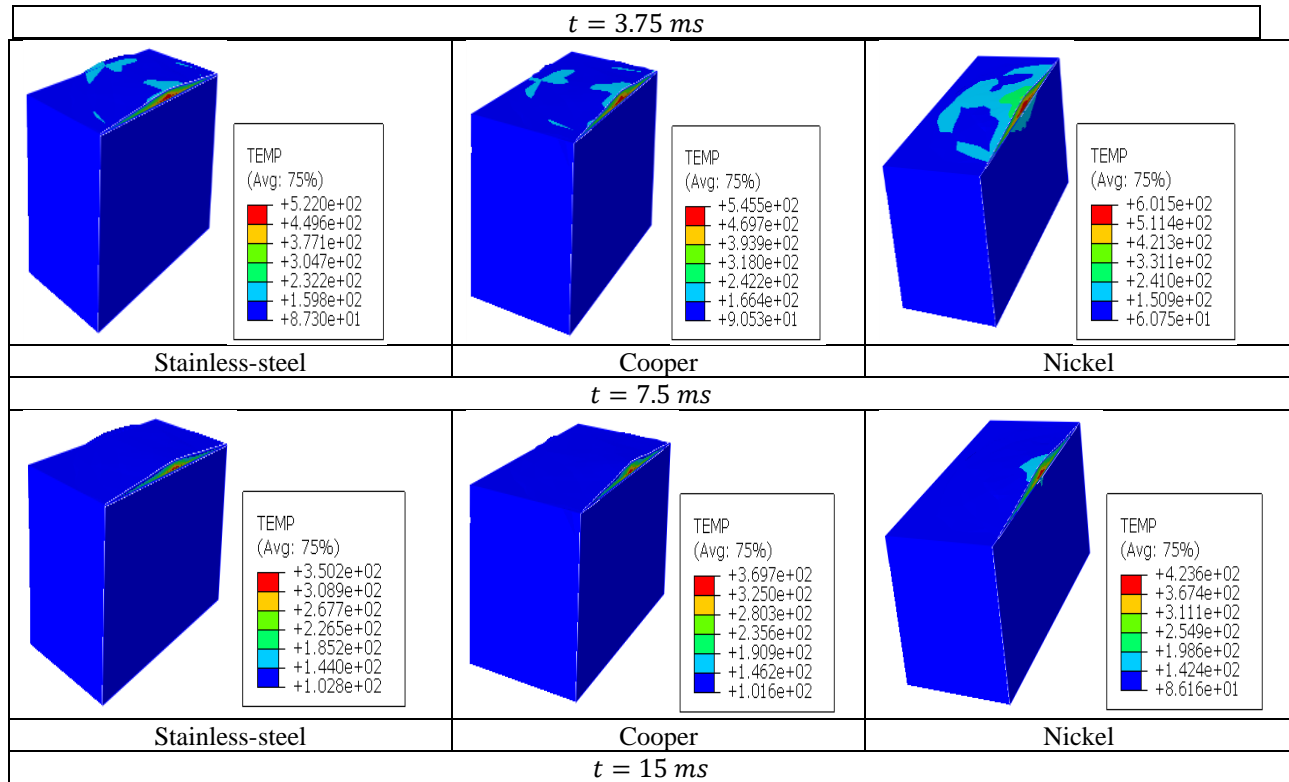 t = 3.75 ms
TEMP
(Avg: 75%)
+5.220e+02
+4.496e+02
+3.771e+02
+3.047e+02
+2.322e+02
+1.598e+02
+8.730e+01
TEMP
(Avg: 75%)
+5.455e+02
+4.697e+02
+3.939e+02
+3.180e+02
+2.422e+02
+1.664e+02
+9.053e+01
TEMP
(Avg: 75%)
+6.015e+02
+5.114e+02
+4.213e+02
+3.311e+02
+2.410e+02
+1.509e+02
+6.075e+01
Stainless-steel
Cooper
Nickel
t = 7.5 ms
TEMP
(Avg: 75%)
+3.502e+02
+3.089e+02
+2.677e+02
+2.265e+02
+1.852e+02
+1.440e+02
+1.028e+02
TEMP
(Avg: 75%)
+3.697e+02
+3.250e+02
+2.803e+02
+2.356e+02
+1.909e+02
+1.462e+02
+1.016e+02
TEMP
(Avg: 75%)
+4.236e+02
+3.674e+02
+3.111e+02
+2.549e+02
+1.986e+02
+1.424e+02
+8.616e+01
Stainless-steel
Cooper
Nickel
t = 15 ms